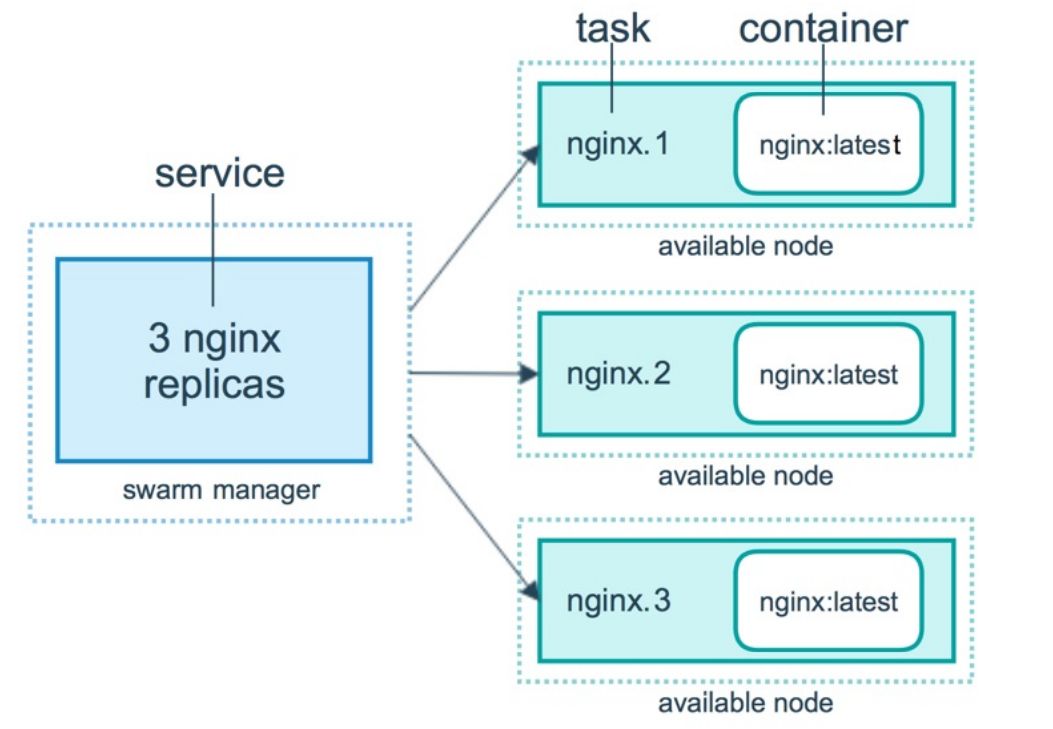 task
container
nginx.1
nginx:latest
available node
service
3 nginx
replicas
swarm manager
nginx.2
nginx:latest
available node
nginx.3
nginx:latest
available node